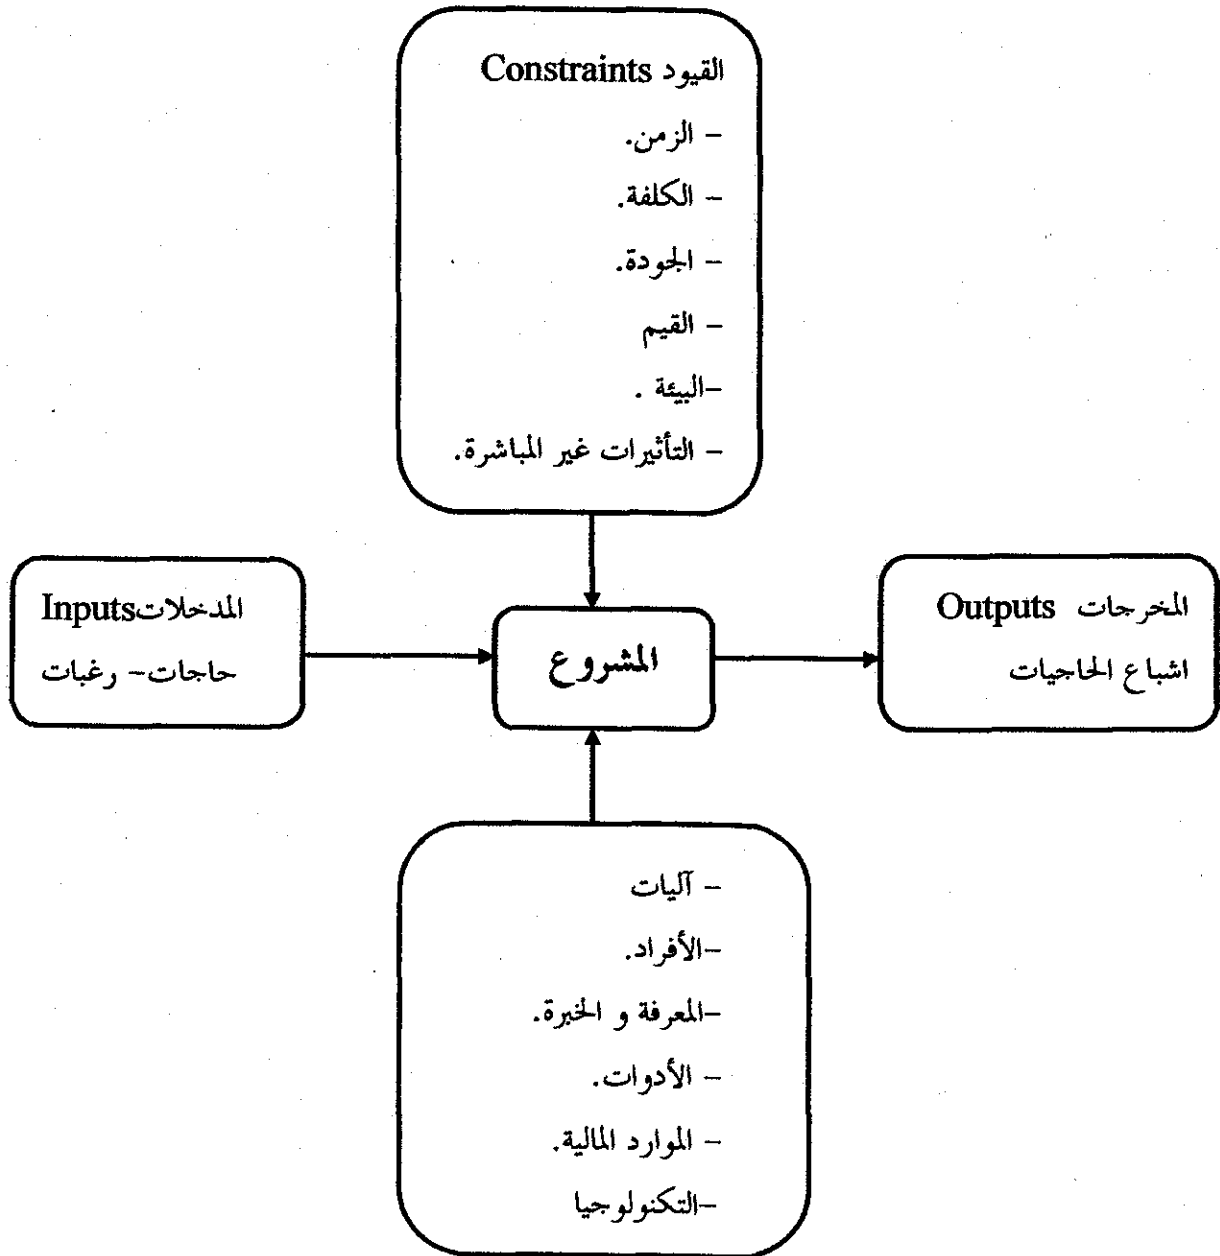 القيود Constraints
– الزمن.
– الكلفة.
– الجودة.
– القيم
–البيئة .
– التأثيرات غير المباشرة.
المدخلاتInputs
حاجات– رغبات
المشروع
المخرجات Outputs
اشباع الحاجيات
– آليات
–الأفراد.
–المعرفة و الخبرة.
– الأدوات.
– الموارد المالية.
–التكنولوجيا